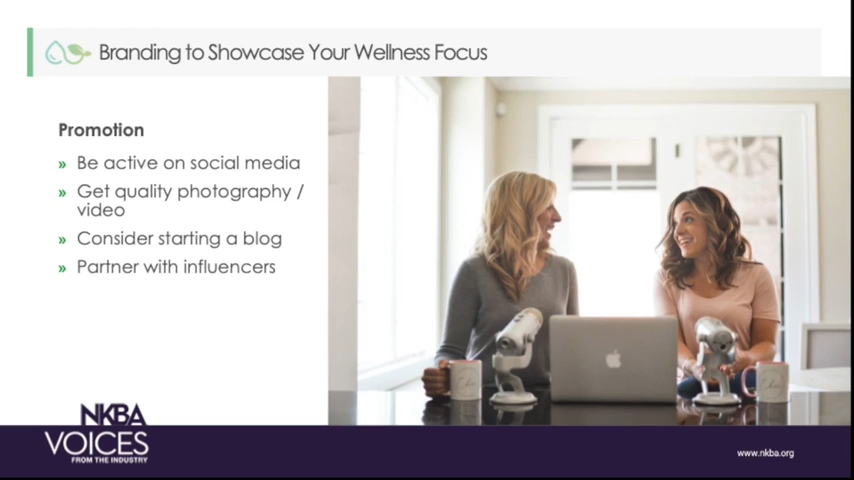 Branding to Showcase Your Wellness Focus
Promotion
» Be active on social media
» Get quality photography /
video
» Consider starting a blog
» Partner with influencers
NKBA
VOICES
FROM THE INDUSTRY
www.nkba.org